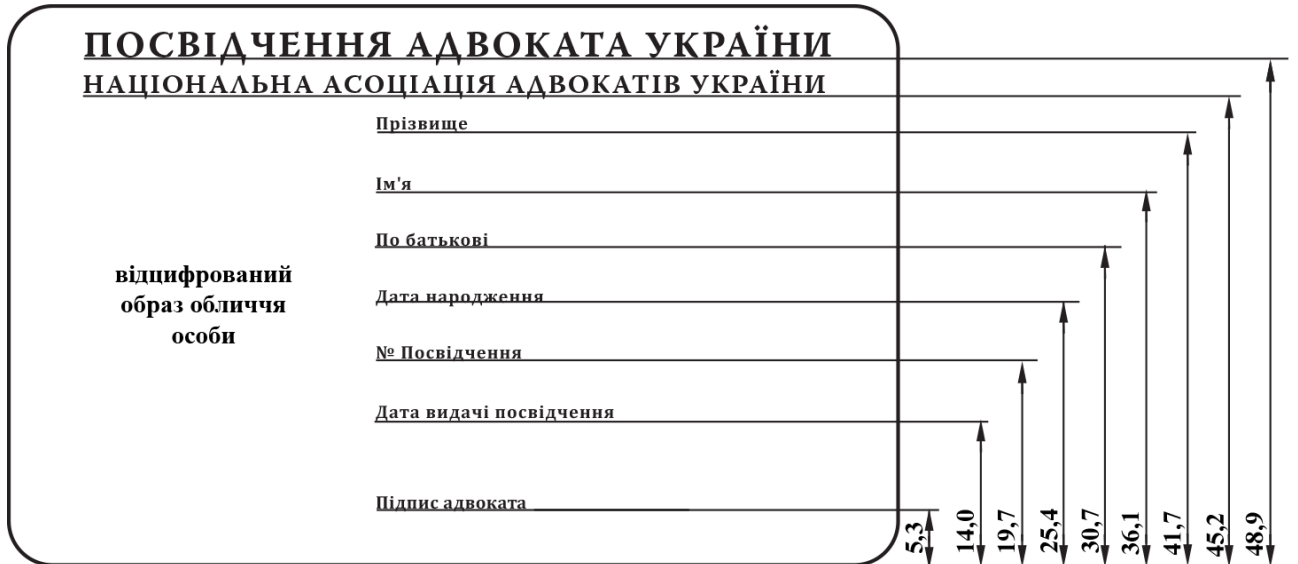 ПОСВІДЧЕННЯ АДВОКАТА УКРАЇНИ
НАЦІОНАЛЬНА АСОЦІАЦІЯ АДВОКАТІВ УКРАЇНИ
Прізвище
Ім'я
По батькові
відцифрований
образ обличчя
особи
Дата народження
№ Посвідчення
Дата видачі посвідчення
Підпис адвоката
5,3
14,0
19,7
25,4
30,7
36,1
41,7
45,2
48,9